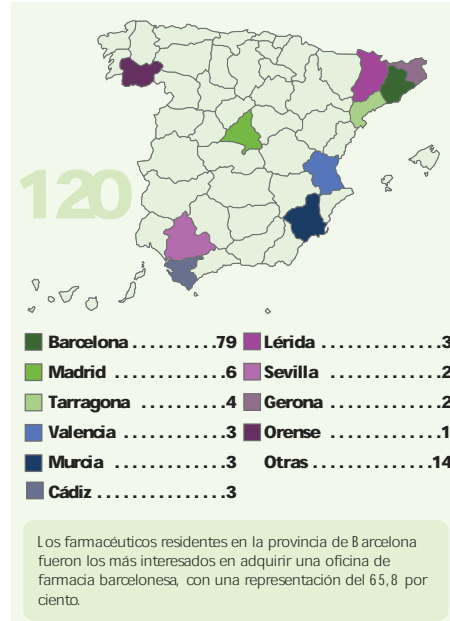 120
Barcelona . . . . . . . . . .79
Madrid . . . . . . . . . . . .6
Tarragona . . . . . . . . . .4
Valencia . . . . . . . . . . . .3
Murcia . . . . . . . . . . . . .3
Cádiz . . . . . . . . . . . . . . .3
Lérida . . . . . . . . . . . . . .3
Sevilla . . . . . . . . . . . . .2
Gerona . . . . . . . . . . . .2
Orense . . . . . . . . . . . .1
Otras . . . . . . . . . . . . .14
Los farmacéuticos residentes en la provincia de Barcelona
fueron los más interesados en adquirir una oficina de
farmacia barcelonesa, con una representación del 65,8 por
ciento.